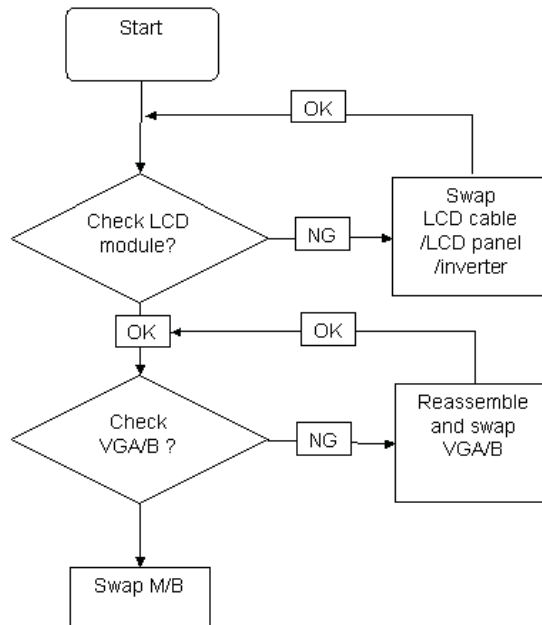 Start
OK
Check LCD
module?
NG
Swap
LCD cable
/LCD panel
/inverter
OK
OK
Check
VGA/B ?
NG
Reassemble
and swap
VGA/B
Swap M/B